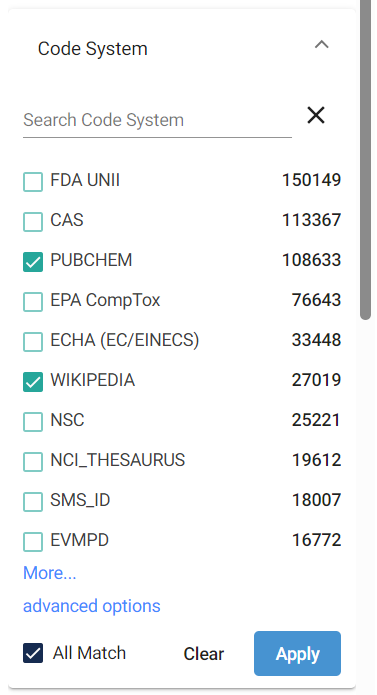 Code System
Search Code System
FDA UNII 150149
CAS 113367
PUBCHEM 108633
EPA CompTox 76643
ECHA (EC/EINECS) 33448
WIKIPEDIA 27019
NSC 25221
NCI_THESAURUS 19612
SMS_ID 18007
EVMPD 16772
More...
advanced options
All Match Clear Apply